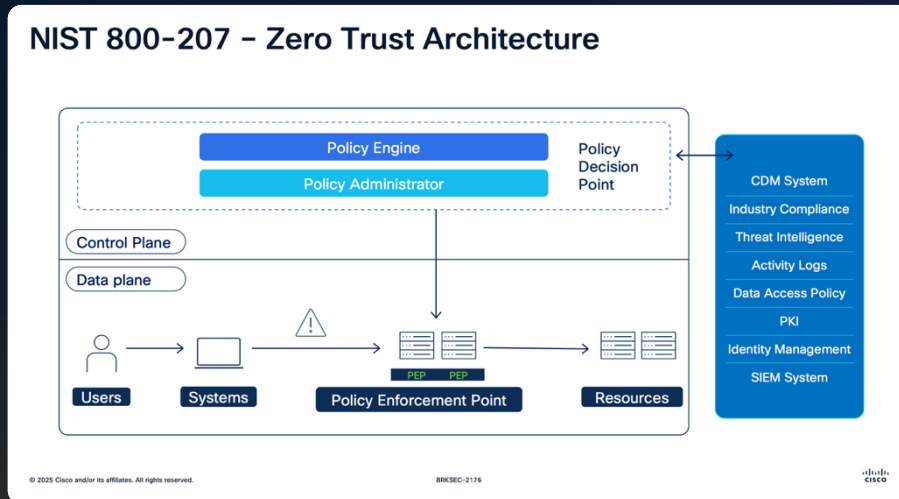 NIST 800-207 – Zero Trust Architecture
Policy Engine
Policy Administrator
Policy
Decision
Point
Control Plane
Data plane
Users
Systems
PEP PEP
Policy Enforcement Point
Resources
CDM System
Industry Compliance
Threat Intelligence
Activity Logs
Data Access Policy
PKI
Identity Management
SIEM System
© 2025 Cisco and/or its affiliates. All rights reserved.
BRKSEC-2176
CISCO